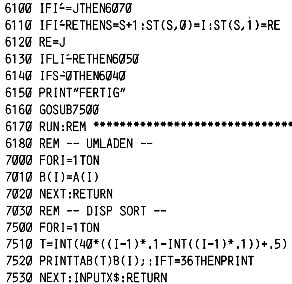 6100 IFI^=JTHEN6070
6110 IFI^RETHENS=S+1:ST(S,0)=I:ST(S,1)=RE
6120 RE=J
6130 IFLI^RETHEN6050
6140 IFS^0THEN6040
6150 PRINT"FERTIG"
6160 GOSUB7500
6170 RUN:REM *****************************
6180 REM -- UMLADEN --
7000 FORI=1TON
7010 B(I)=A(I)
7020 NEXT:RETURN
7030 REM -- DISP SORT --
7500 FORI=1TON
7510 T=INT(40*((I-1)*.1-INT((I-1)*.1))+.5)
7520 PRINTTAB(T)B(I);:IFT=36THENPRINT
7530 NEXT:INPUTX$:RETURN